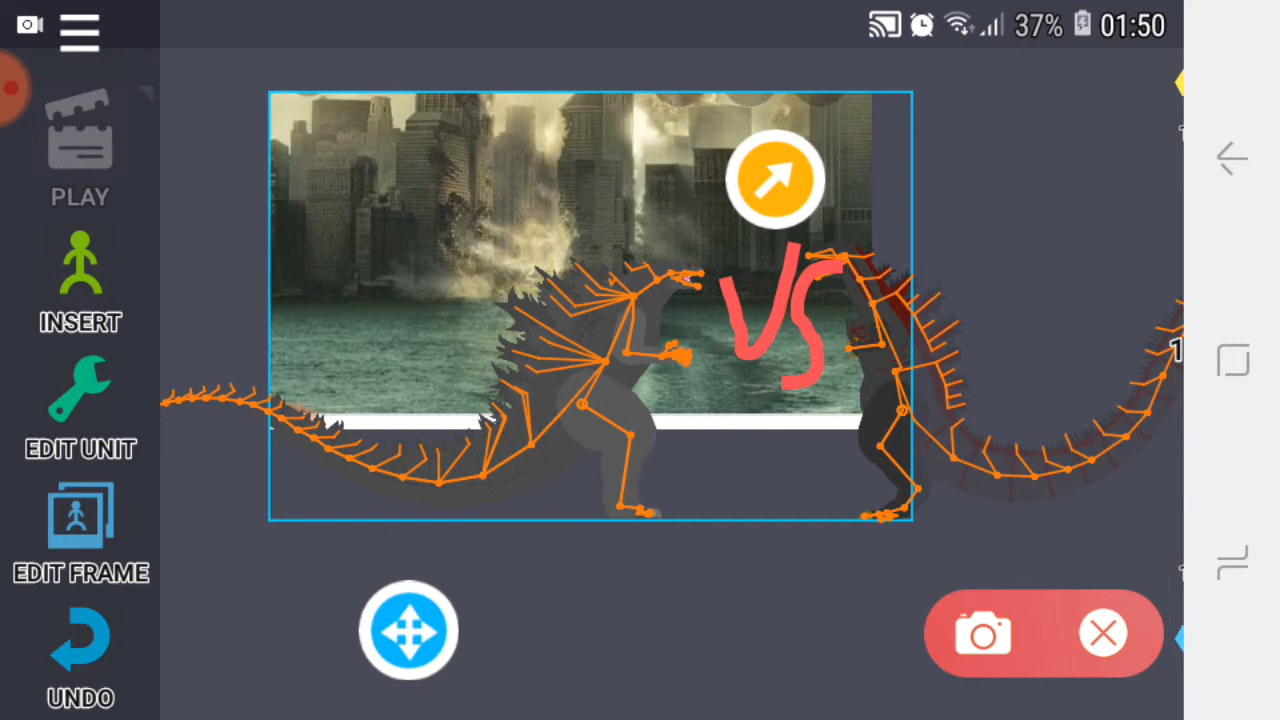 37% 01:50
PLAY
INSERT
EDIT UNIT
EDIT FRAME
UNDO
VS